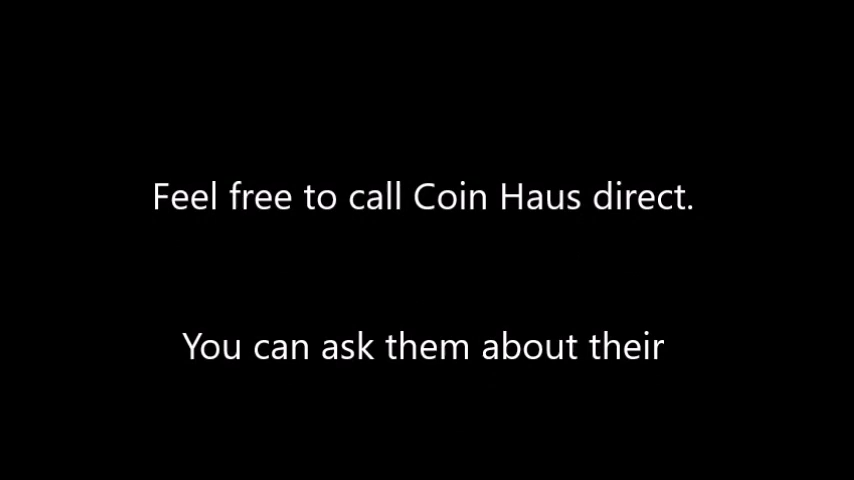 Feel free to call Coin Haus direct.
You can ask them about their